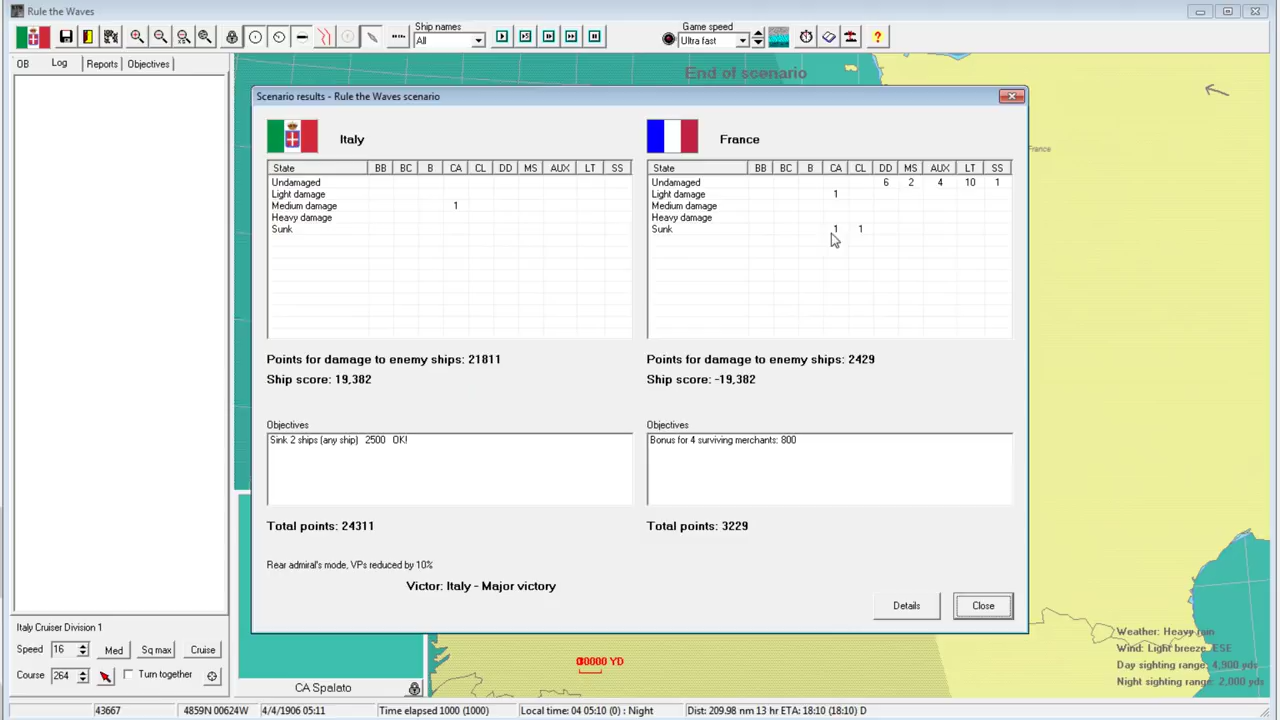 Rule the Waves
Ship names
All
Game speed
Ultra fast
OB Log Reports Objectives
End of scenario
Scenario results - Rule the Waves scenario
Italy
France
State BB BC B CA CL DD MS AUX LT SS
Undamaged
Light damage
Medium damage 1
Heavy damage
Sunk
State BB BC B CA CL DD MS AUX LT SS
Undamaged 6 2 4 10 1
Light damage 1
Medium damage
Heavy damage
Sunk 1 1
France
Points for damage to enemy ships: 21811
Ship score: 19,382
Points for damage to enemy ships: 2429
Ship score: -19,382
Objectives
Sink 2 ships (any ship) 2500 OK!
Objectives
Bonus for 4 surviving merchants: 800
Total points: 24311
Total points: 3229
Rear admiral's mode, VPs reduced by 10%
Victor: Italy - Major victory
Details
Close
Italy Cruiser Division 1
Speed 16 Med Sq max Cruise
Course 264 Turn together
CA Spalato
Weather: Heavy rain
Wind: Light breeze ESE
Day sighting range: 4,900 yds
Night sighting range: 2,000 yds
43667 4859N 00624W 4/4/1906 05:11 Time elapsed 1000 (1000) Local time: 04 05:10 (0) : Night Dist: 209.98 nm 13 hr ETA: 18:10 (18:10) D